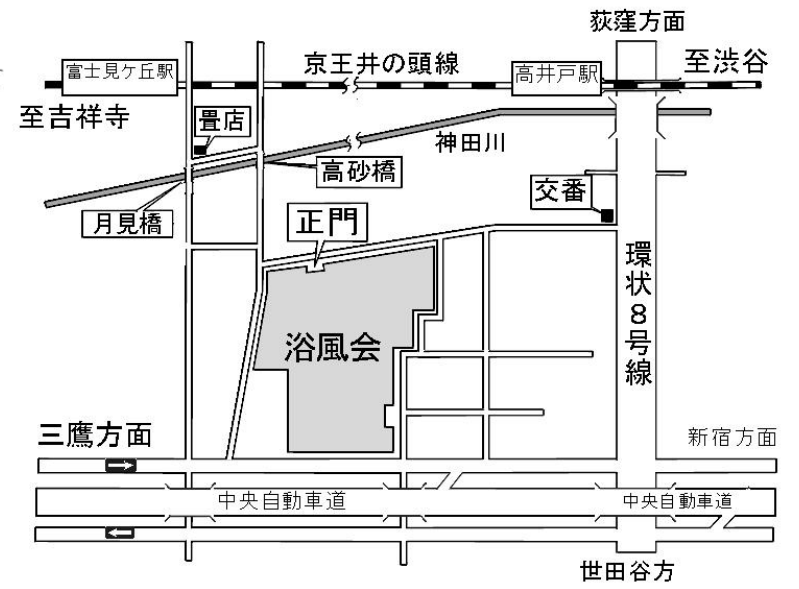 荻窪方面
富士見ケ丘駅
京王井の頭線
高井戸駅
至渋谷
至吉祥寺
畳店
神田川
高砂橋
交番
月見橋
正門
環状8号線
浴風会
三鷹方面
新宿方面
中央自動車道
中央自動車道
世田谷方